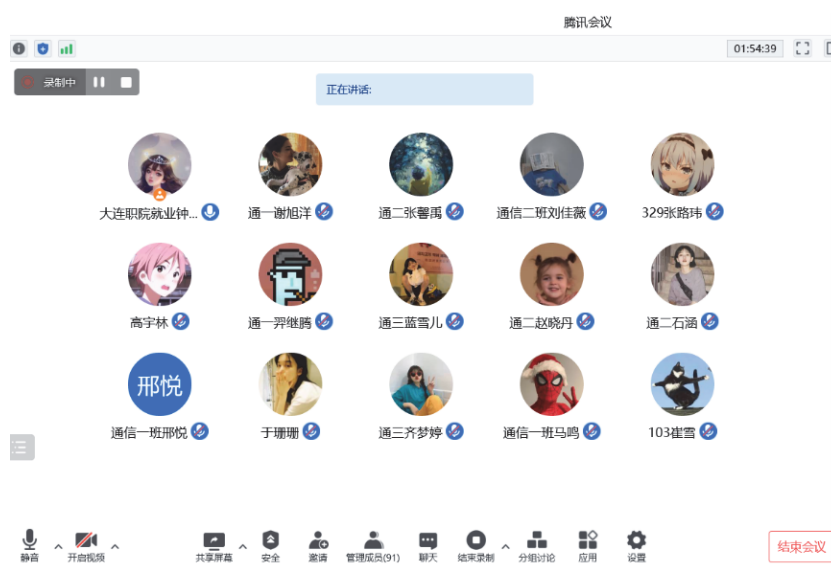 腾讯会议
01:54:39
录制中
正在讲话:
大连职院就业钟...
通一谢旭洋
通二张馨禹
通信二班刘佳薇
329张路玮
高宇林
通一羿继腾
通三蓝雪儿
通二赵晓丹
通二石涵
邢悦
通信一班邢悦
于珊珊
通三齐梦婷
通信一班马鸣
103崔雪
静音
开启视频
共享屏幕
安全
邀请
管理成员(91)
聊天
结束录制
分组讨论
应用
设置
结束会议